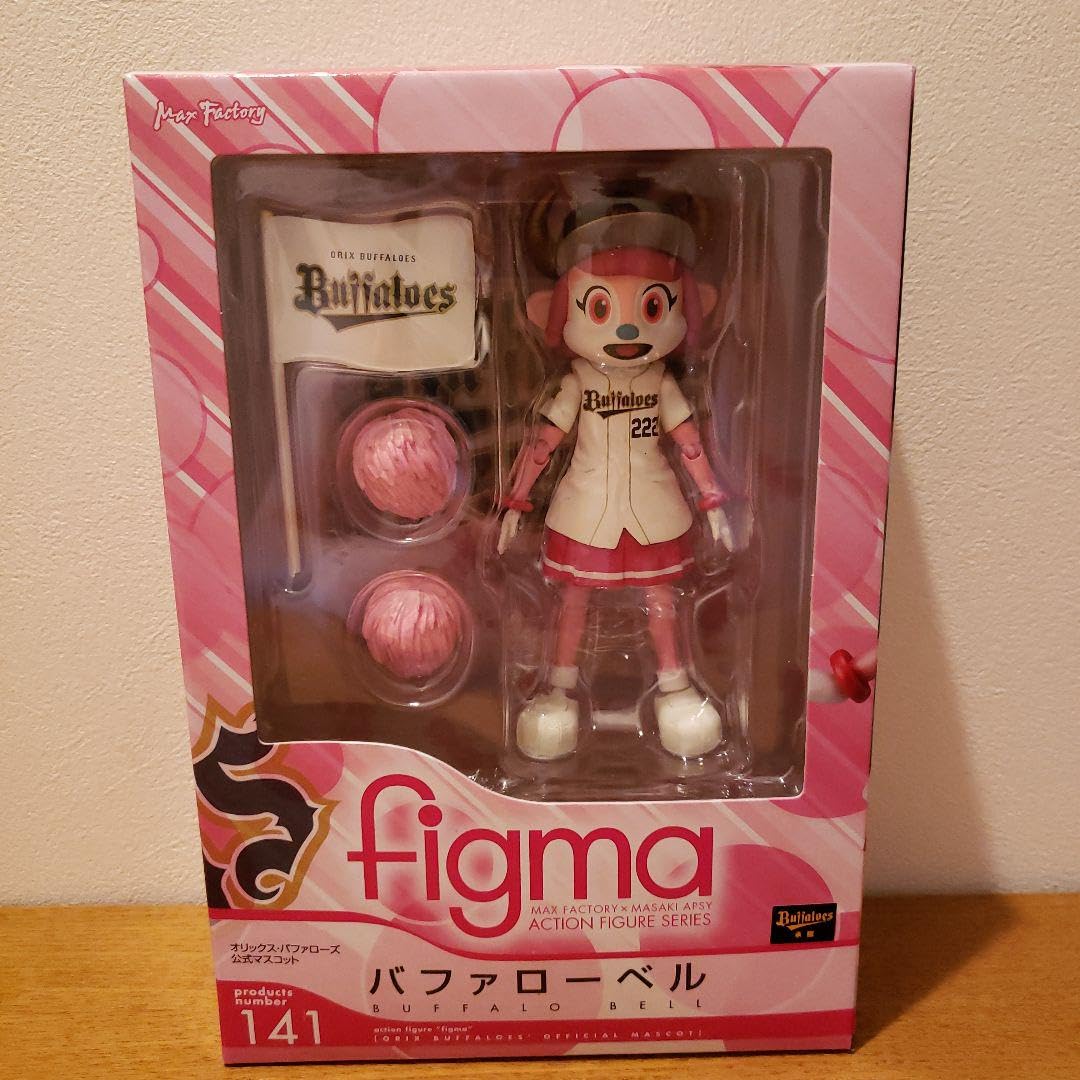 Max Factory
ORIX BUFFALOES
Buffaloes
Buffaloes
222
figma
MAX FACTORY × MASAKI APSY
ACTION FIGURE SERIES
Buffaloes
オリックス・バファローズ
公式マスコット
バファローベル
BUFFALO BELL
products
number
141
action figure "figma"
[ORIX BUFFALOES' OFFICIAL MASCOT]